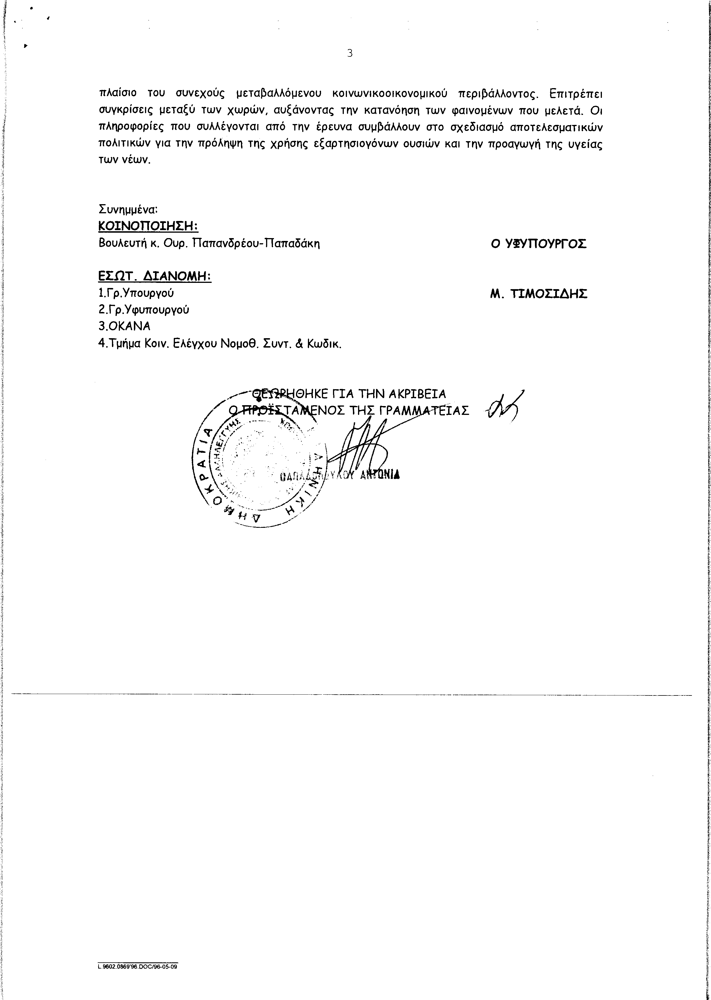 3
πλαίσιο του συνεχούς μεταβαλλόμενου κοινωνικοοικονομικού περιβάλλοντος. Επιτρέπει
συγκρίσεις μεταξύ των χωρών, αυξάνοντας την κατανόηση των φαινομένων που μελετά. Οι
πληροφορίες που συλλέγονται από την έρευνα συμβάλλουν στο σχεδιασμό αποτελεσματικών
πολιτικών για την πρόληψη της χρήσης εξαρτησιογόνων ουσιών και την προαγωγή της υγείας
των νέων.
Συνημμένα:
ΚΟΙΝΟΠΟΙΗΣΗ:
Βουλευτή κ. Ουρ. Παπανδρέου-Παπαδάκη
Ο ΥΦΥΠΟΥΡΓΟΣ
ΕΣΩΤ. ΔΙΑΝΟΜΗ:
1.Γρ.Υπουργού
Μ. ΤΙΜΟΣΙΔΗΣ
2.Γρ.Υφυπουργού
3.ΟΚΑΝΑ
4.Τμήμα Κοιν. Ελέγχου Νομοθ. Συντ. & Κωδικ.
ΘΕΩΡΗΘΗΚΕ ΓΙΑ ΤΗΝ ΑΚΡΙΒΕΙΑ
Ο ΠΡΟΪΣΤΑΜΕΝΟΣ ΤΗΣ ΓΡΑΜΜΑΤΕΙΑΣ
ΔΗΜΟΚΡΑΤΙΑ
ΠΑΠΑΔΟΠΟΥΛΟΥ ΑΝΤΩΝΙΑ
L.9602.0869'96.DOC/96-05-09